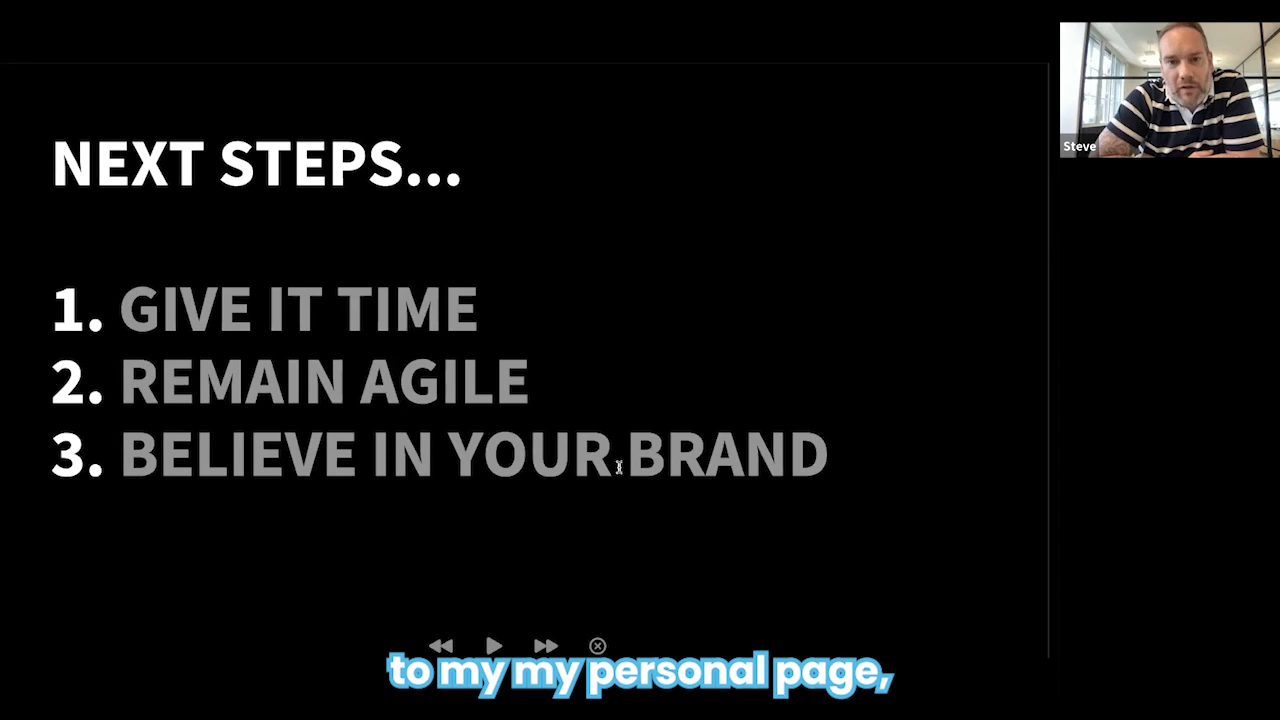 NEXT STEPS...
Steve
1. GIVE IT TIME
2. REMAIN AGILE
3. BELIEVE IN YOUR BRAND
to my my personal page,